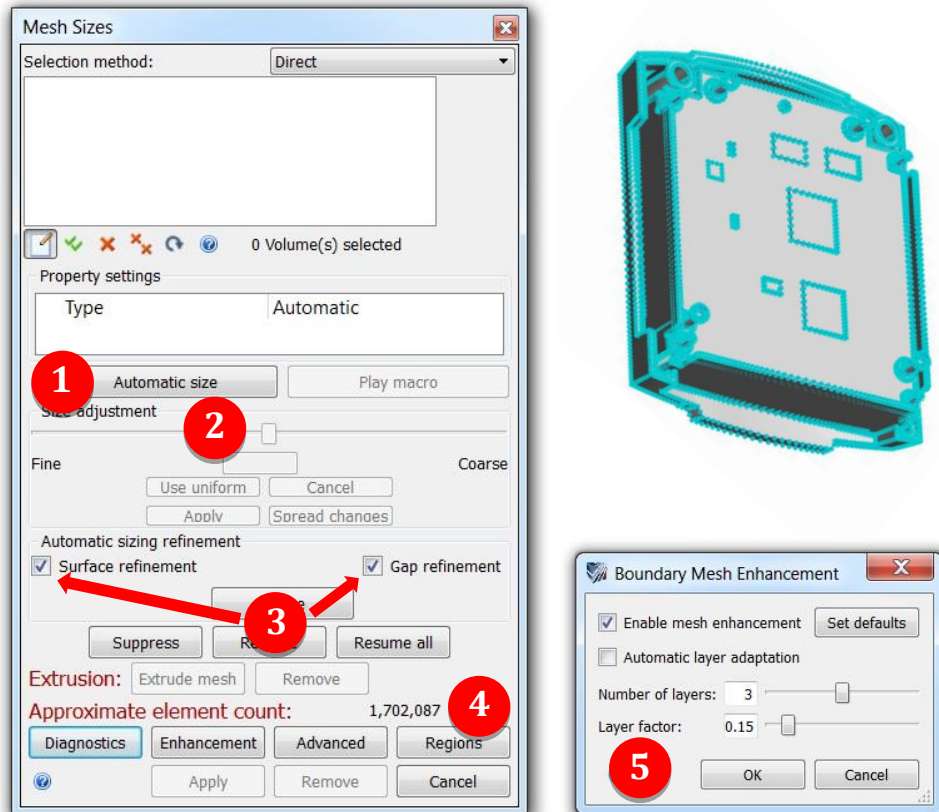 Mesh Sizes
Selection method: Direct
0 Volume(s) selected
Property settings
Type Automatic
1 Automatic size Play macro
Size adjustment
2
Fine Coarse
Use uniform Cancel
Apply Spread changes
Automatic sizing refinement
Surface refinement Gap refinement
3
Suppress Resume all
Extrusion: Extrude mesh Remove
Approximate element count: 1,702,087 4
Diagnostics Enhancement Advanced Regions
Apply Remove Cancel
Boundary Mesh Enhancement
Enable mesh enhancement Set defaults
Automatic layer adaptation
Number of layers: 3
Layer factor: 0.15
5 OK Cancel